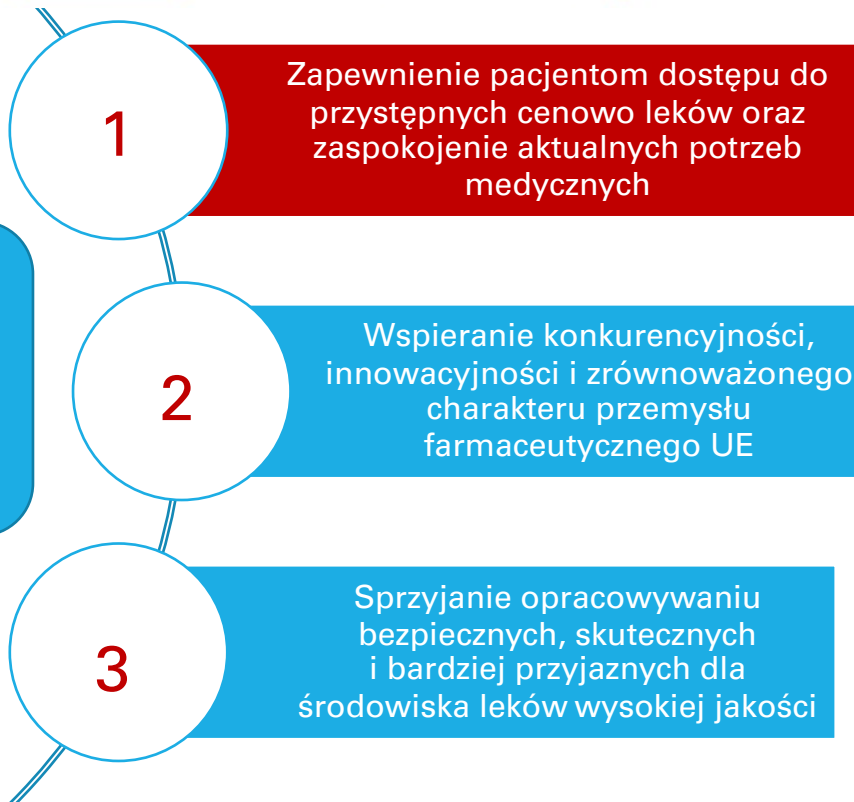 1
Zapewnienie pacjentom dostępu do
przystępnych cenowo leków oraz
zaspokojenie aktualnych potrzeb
medycznych
2
Wspieranie konkurencyjności,
innowacyjności i zrównoważonego
charakteru przemysłu
farmaceutycznego UE
3
Sprzyjanie opracowywaniu
bezpiecznych, skutecznych
i bardziej przyjaznych dla
środowiska leków wysokiej jakości